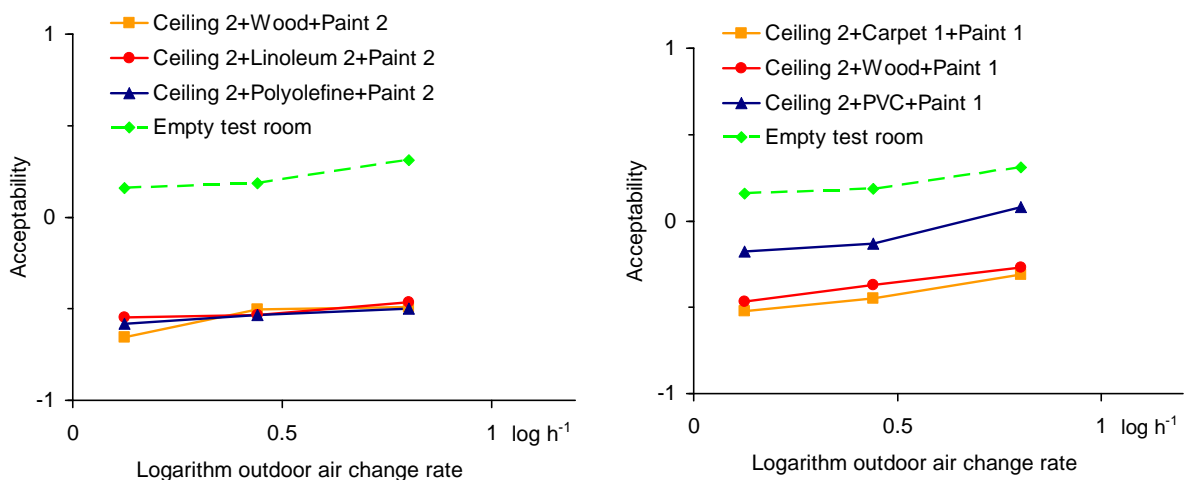 Ceiling 2+Wood+Paint 2
Ceiling 2+Linoleum 2+Paint 2
Ceiling 2+Polyolefine+Paint 2
Empty test room
1
0
-1
Acceptability
0
0.5
1
log h-1
Logarithm outdoor air change rate
Ceiling 2+Carpet 1+Paint 1
Ceiling 2+Wood+Paint 1
Ceiling 2+PVC+Paint 1
Empty test room
1
0
-1
Acceptability
0
0.5
1
log h-1
Logarithm outdoor air change rate